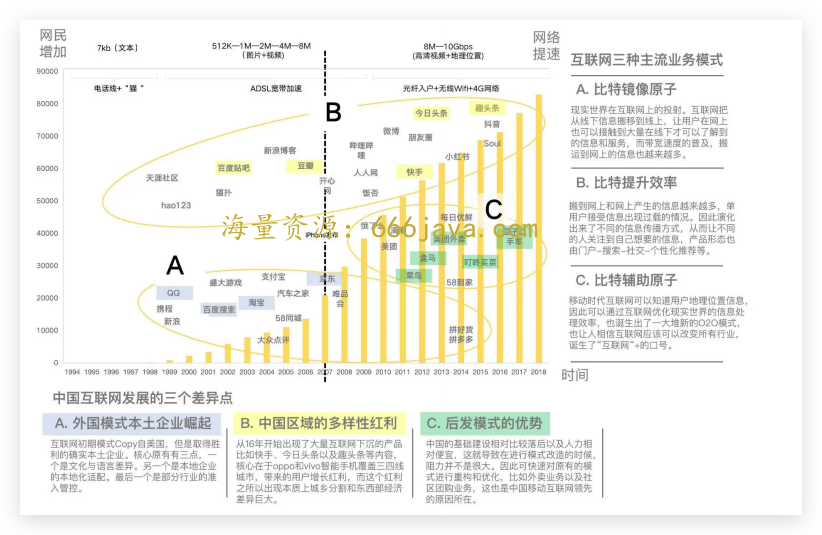 网民
增加
7kb（文本）
512K—1M—2M—4M—8M
（图片+视频）
8M—10Gbps
(高清视频+地理位置)
网络
提速
电话线+“猫“
ADSL宽带加速
光纤入户+无线Wifi+4G网络
90000
80000
70000
60000
50000
40000
30000
20000
10000
0
B
今日头条
趣头条
抖音
微博
朋友圈
Soul
新浪博客
哔哩哔
哩
小红书
百度贴吧
豆瓣
人人网
快手
天涯社区
开心
网
猫扑
饭否
hao123
C
每日优鲜
海量资源：666java.com
iPhone发布
美团
美团外卖
手车
盒马
叮咚买菜
菜鸟
58到家
A
QQ
盛大游戏
支付宝
京东
汽车之家
唯品
会
携程
百度搜索
淘宝
新浪
58同城
大众点评
拼好货
拼多多
1994 1995 1996 1997 1998 1999 2000 2001 2002 2003 2004 2005 2006 2007 2008 2009 2010 2011 2012 2013 2014 2015 2016 2017 2018
时间
互联网三种主流业务模式
A. 比特镜像原子
现实世界在互联网上的投射。互联网把
从线下信息搬移到线上，让用户在网上
也可以接触到大量在线下才可以了解到
的信息和服务，而带宽速度的普及，搬
运到网上的信息也越来越多。
B. 比特提升效率
搬到网上和网上产生的信息越来越多，单
用户接受信息出现过载的情况。因此演化
出来了不同的信息传播方式，从而让不同
的人关注到自己想要的信息，产品形态也
由门户-搜索-社交-个性化推荐等。
C. 比特辅助原子
移动时代互联网可以知道用户地理位置信息，
因此可以通过互联网优化现实世界的信息处
理效率，也诞生出了一大堆新的O2O模式，
也让人相信互联网应该可以改变所有行业，
诞生了“互联网”+的口号。
中国互联网发展的三个差异点
A. 外国模式本土企业崛起
互联网初期模式Copy自美国，但是取得胜
利的确实本土企业。核心原有有三点，一
个是文化与语言差异。另一个是本地企业
的本地化适配。最后一个是部分行业的准
入管控。
B. 中国区域的多样性红利
从16年开始出现了大量互联网下沉的产品
比如快手、今日头条以及趣头条等内容，
核心在于oppo和vivo智能手机覆盖三四线
城市，带来的用户增长红利，而这个红利
之所以出现本质上城乡分割和东西部经济
差异巨大。
C. 后发模式的优势
中国的基础建设相对比较落后以及人力相
对便宜，这导致在进行模式改造的时候，
阻力并不是很大。因此可快速对原有的模
式进行重构和优化，比如外卖业务以及社
区团购业务，这也是中国移动互联网领先
的原因所在。